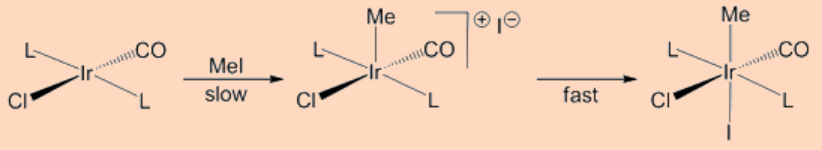 L CO
Ir
Cl L
MeI
slow
Me
L CO
Ir
Cl L
⊕ I⊖
fast
Me
L CO
Ir
Cl L
I